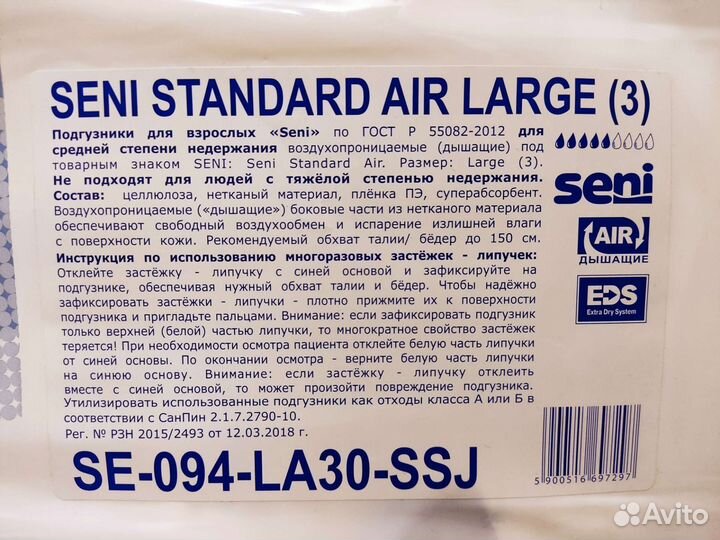 SENI STANDARD AIR LARGE (3)
Подгузники для взрослых «Seni» по ГОСТ Р 55082-2012 для
средней степени недержания воздухопроницаемые (дышащие) под
товарным знаком SENI: Seni Standard Air. Размер: Large (3).
Не подходят для людей с тяжёлой степенью недержания.
Состав: целлюлоза, нетканый материал, плёнка ПЭ, суперабсорбент.
Воздухопроницаемые («дышащие») боковые части из нетканого материала
обеспечивают свободный воздухообмен и испарение излишней влаги
с поверхности кожи. Рекомендуемый обхват талии/ бёдер до 150 см.
seni
AIR
ДЫШАЩИЕ
EDS
Extra Dry System
Инструкция по использованию многоразовых застёжек - липучек:
Отклейте застёжку - липучку с синей основой и зафиксируйте на
подгузнике, обеспечивая нужный обхват талии и бёдер. Чтобы надёжно
зафиксировать застёжки - липучки - плотно прижмите их к поверхности
подгузника и пригладьте пальцами. Внимание: если зафиксировать подгузник
только верхней (белой) частью липучки, то многократное свойство застёжек
теряется! При необходимости осмотра пациента отклейте белую часть липучки
от синей основы. По окончании осмотра - верните белую часть липучки
на синюю основу. Внимание: если застёжку - липучку отклеить
вместе с синей основой, то может произойти повреждение подгузника.
Утилизировать использованные подгузники как отходы класса А или Б в
соответствии с СанПин 2.1.7.2790-10.
Рег. № РЗН 2015/2493 от 12.03.2018 г.
SE-094-LA30-SSJ
5 900516 697297
Avito